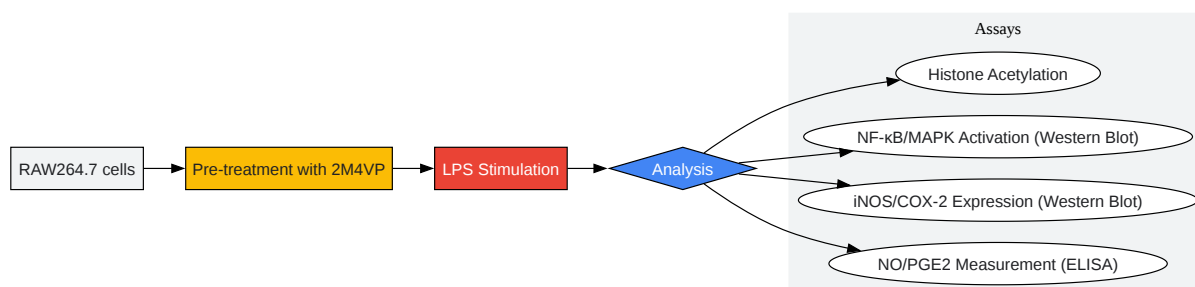 Assays
Histone Acetylation
NF-κB/MAPK Activation (Western Blot)
RAW264.7 cells
Pre-treatment with 2M4VP
LPS Stimulation
Analysis
iNOS/COX-2 Expression (Western Blot)
NO/PGE2 Measurement (ELISA)